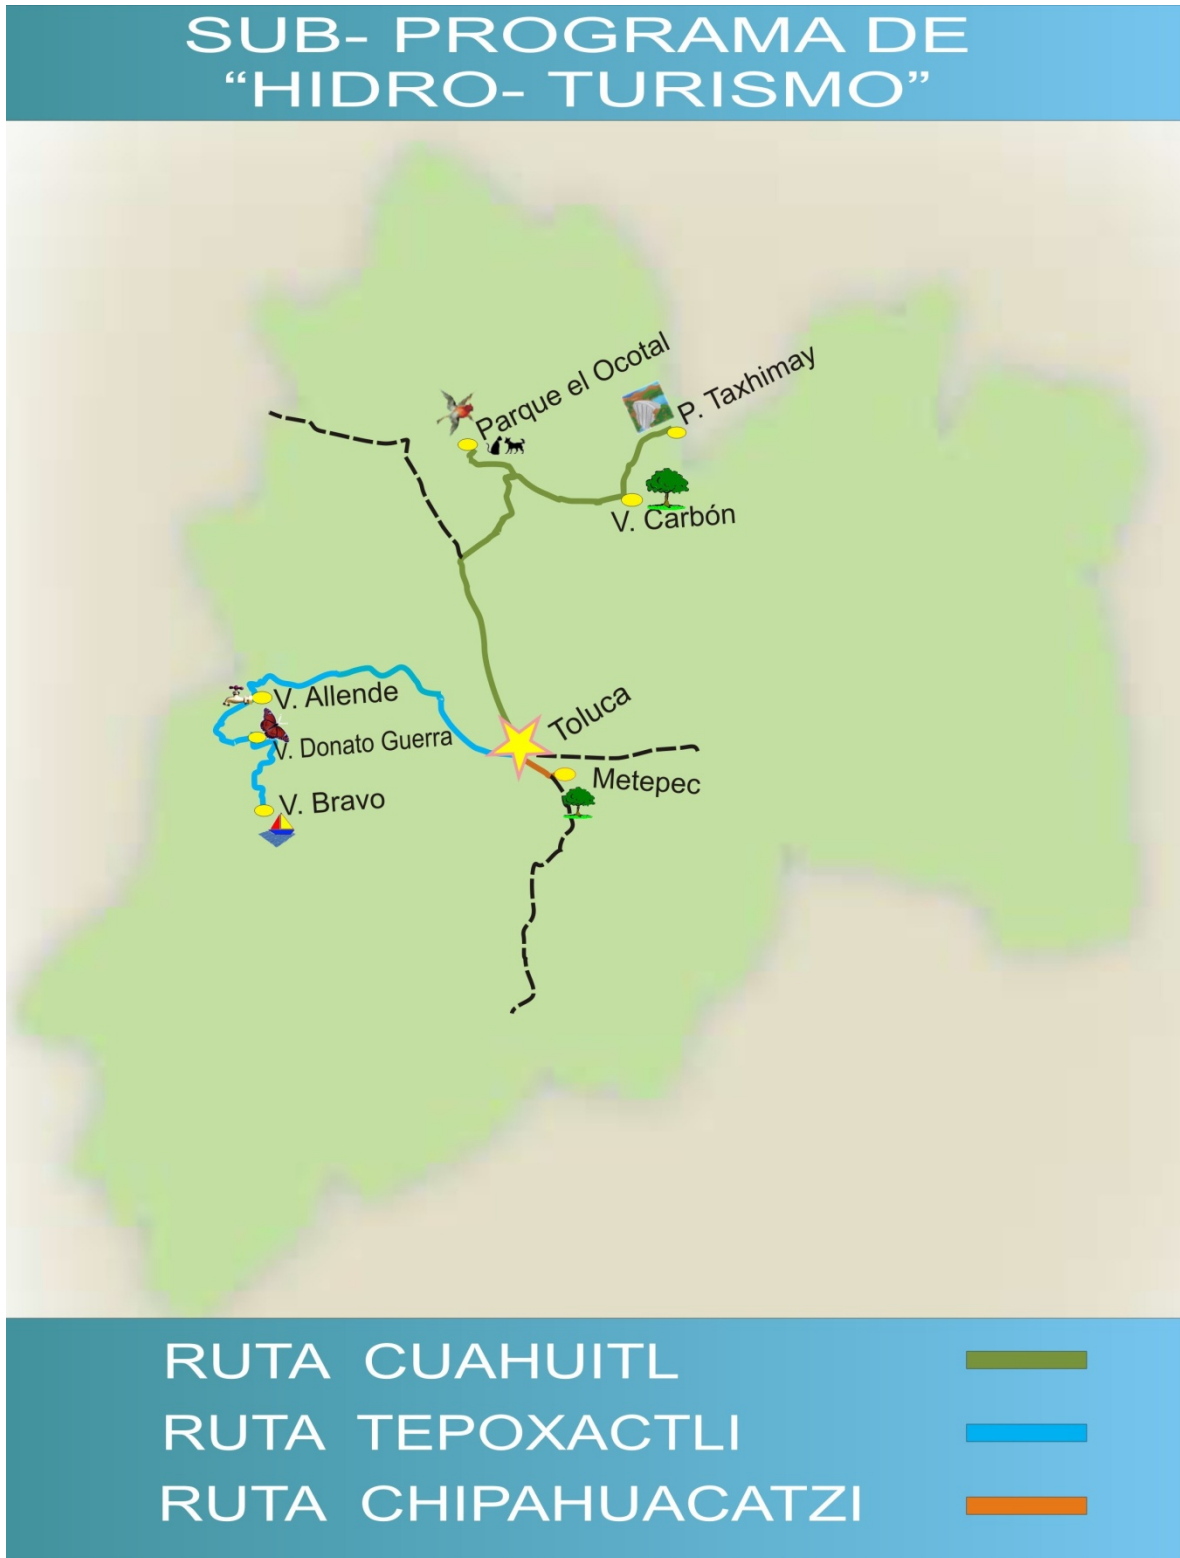 SUB- PROGRAMA DE
“HIDRO- TURISMO”
Parque el Ocotal
P. Taxhimay
V. Carbón
V. Allende
V. Donato Guerra
V. Bravo
Toluca
Metepec
RUTA CUAHUITL
RUTA TEPOXACTLI
RUTA CHIPAHUACATZI